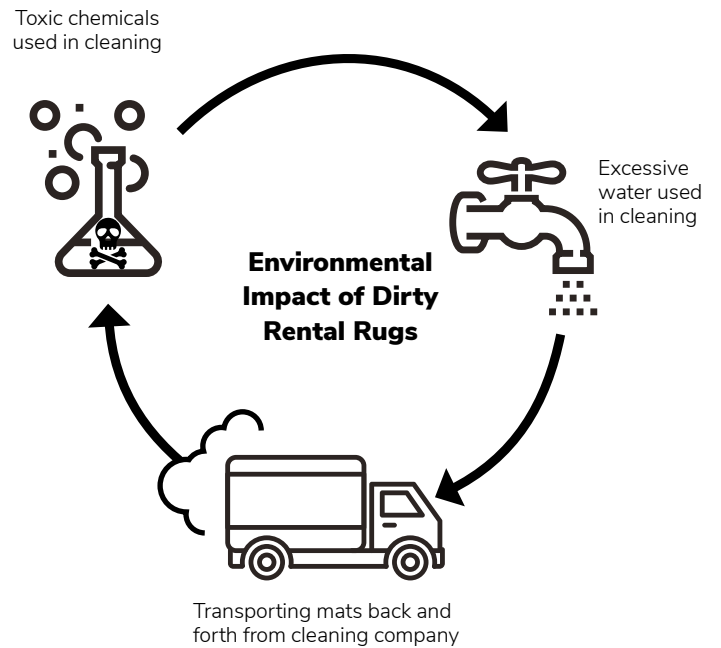 Toxic chemicals
used in cleaning
Excessive
water used
in cleaning
Environmental
Impact of Dirty
Rental Rugs
Transporting mats back and
forth from cleaning company